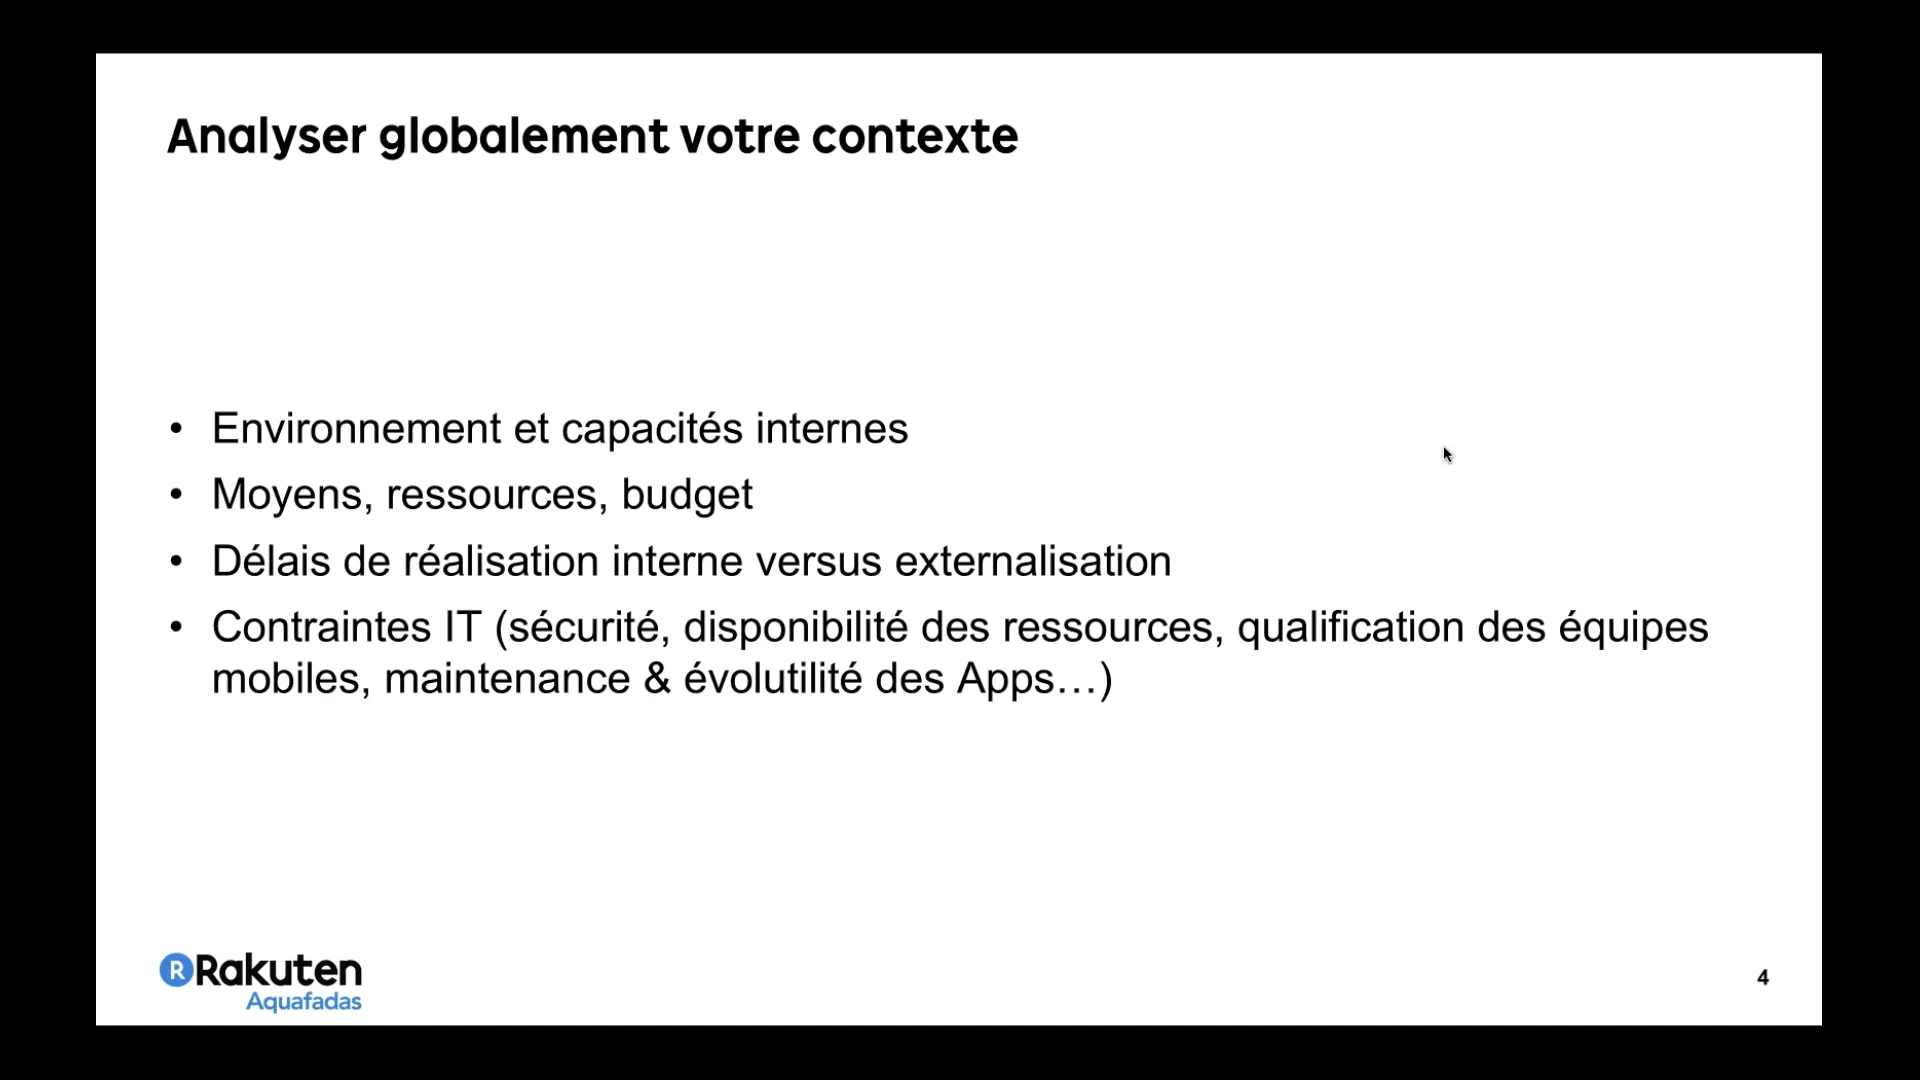 Analyser globalement votre contexte
• Environnement et capacités internes
• Moyens, ressources, budget
• Délais de réalisation interne versus externalisation
• Contraintes IT (sécurité, disponibilité des ressources, qualification des équipes
mobiles, maintenance & évolutilité des Apps…)
R Rakuten
Aquafadas
4